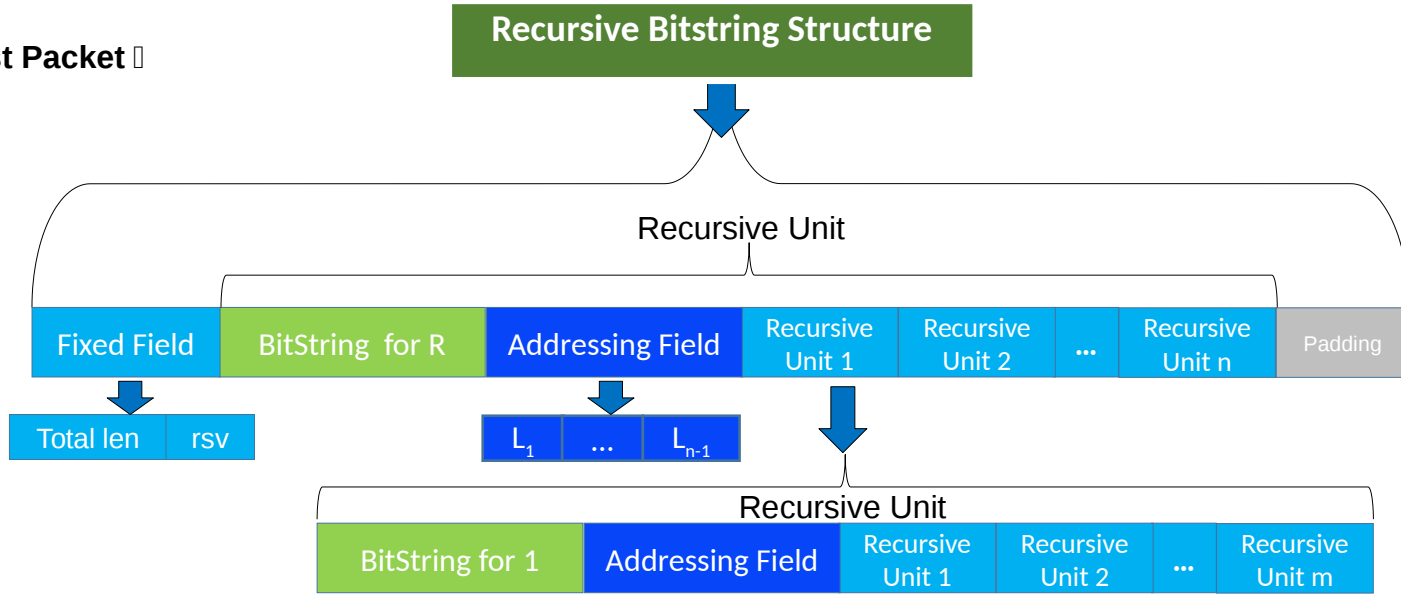 Recursive Bitstring Structure
Packet
Recursive Unit
Fixed Field
BitString for R
Addressing Field
Recursive
Unit 1
Recursive
Unit 2
...
Recursive
Unit n
Padding
Total len
rsv
L1
...
Ln-1
Recursive Unit
BitString for 1
Addressing Field
Recursive
Unit 1
Recursive
Unit 2
...
Recursive
Unit m